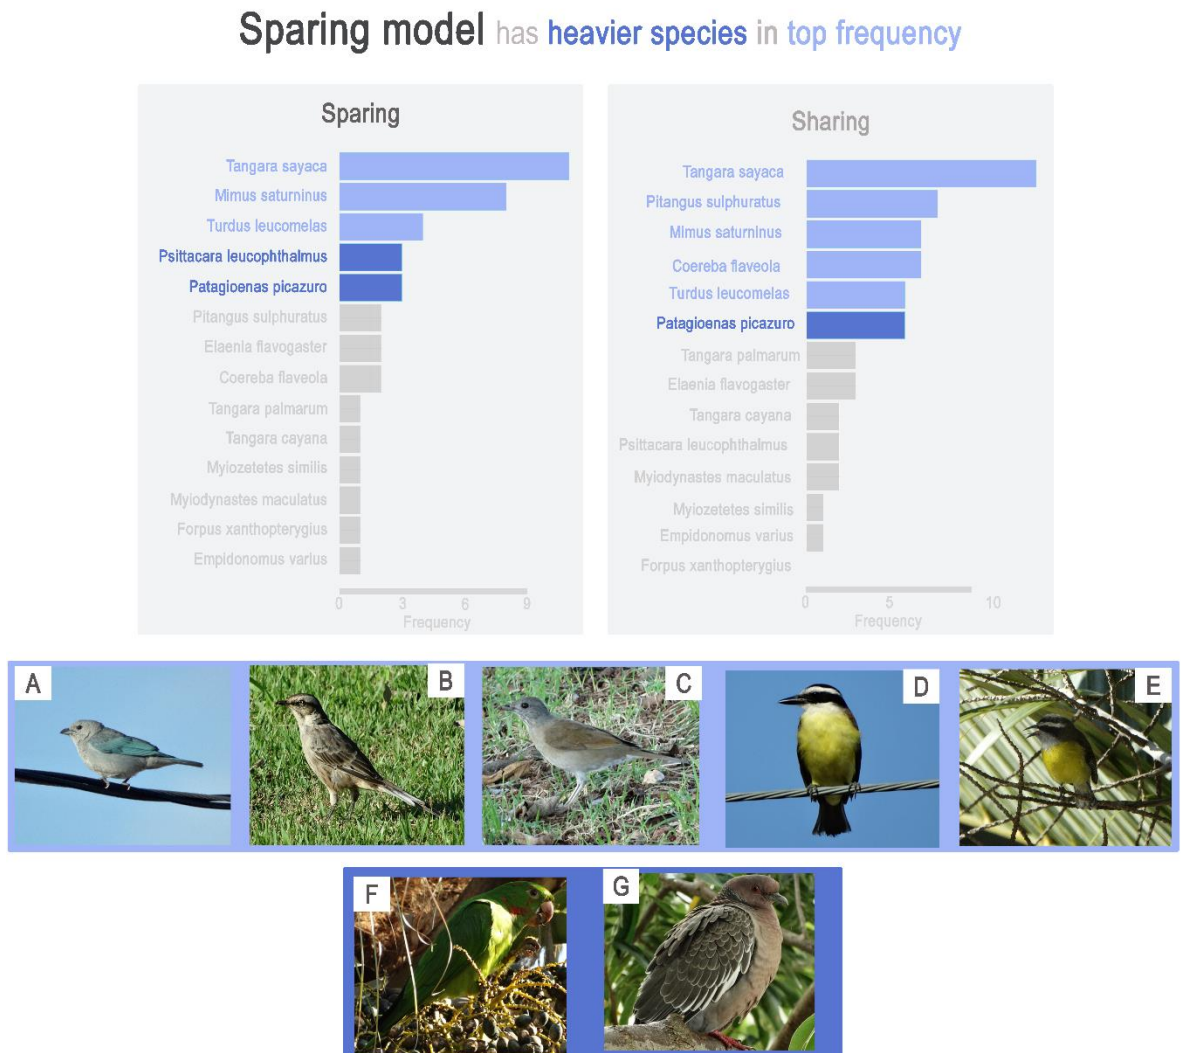 Sparing model has heavier species in top frequency
Sparing
Tangara sayaca
Mimus saturninus
Turdus leucomelas
Psittacara leucophthalmus
Patagioenas picazuro
Pitangus sulphuratus
Elaenia flavogaster
Coereba flaveola
Tangara palmarum
Tangara cayana
Myiozetetes similis
Myiodynastes maculatus
Forpus xanthopterygius
Empidonomus varius
0 3 6 9
Frequency
Sharing
Tangara sayaca
Pitangus sulphuratus
Mimus saturninus
Coereba flaveola
Turdus leucomelas
Patagioenas picazuro
Tangara palmarum
Elaenia flavogaster
Tangara cayana
Psittacara leucophthalmus
Myiodynastes maculatus
Myiozetetes similis
Empidonomus varius
Forpus xanthopterygius
0 5 10
Frequency
A
B
C
D
E
F
G